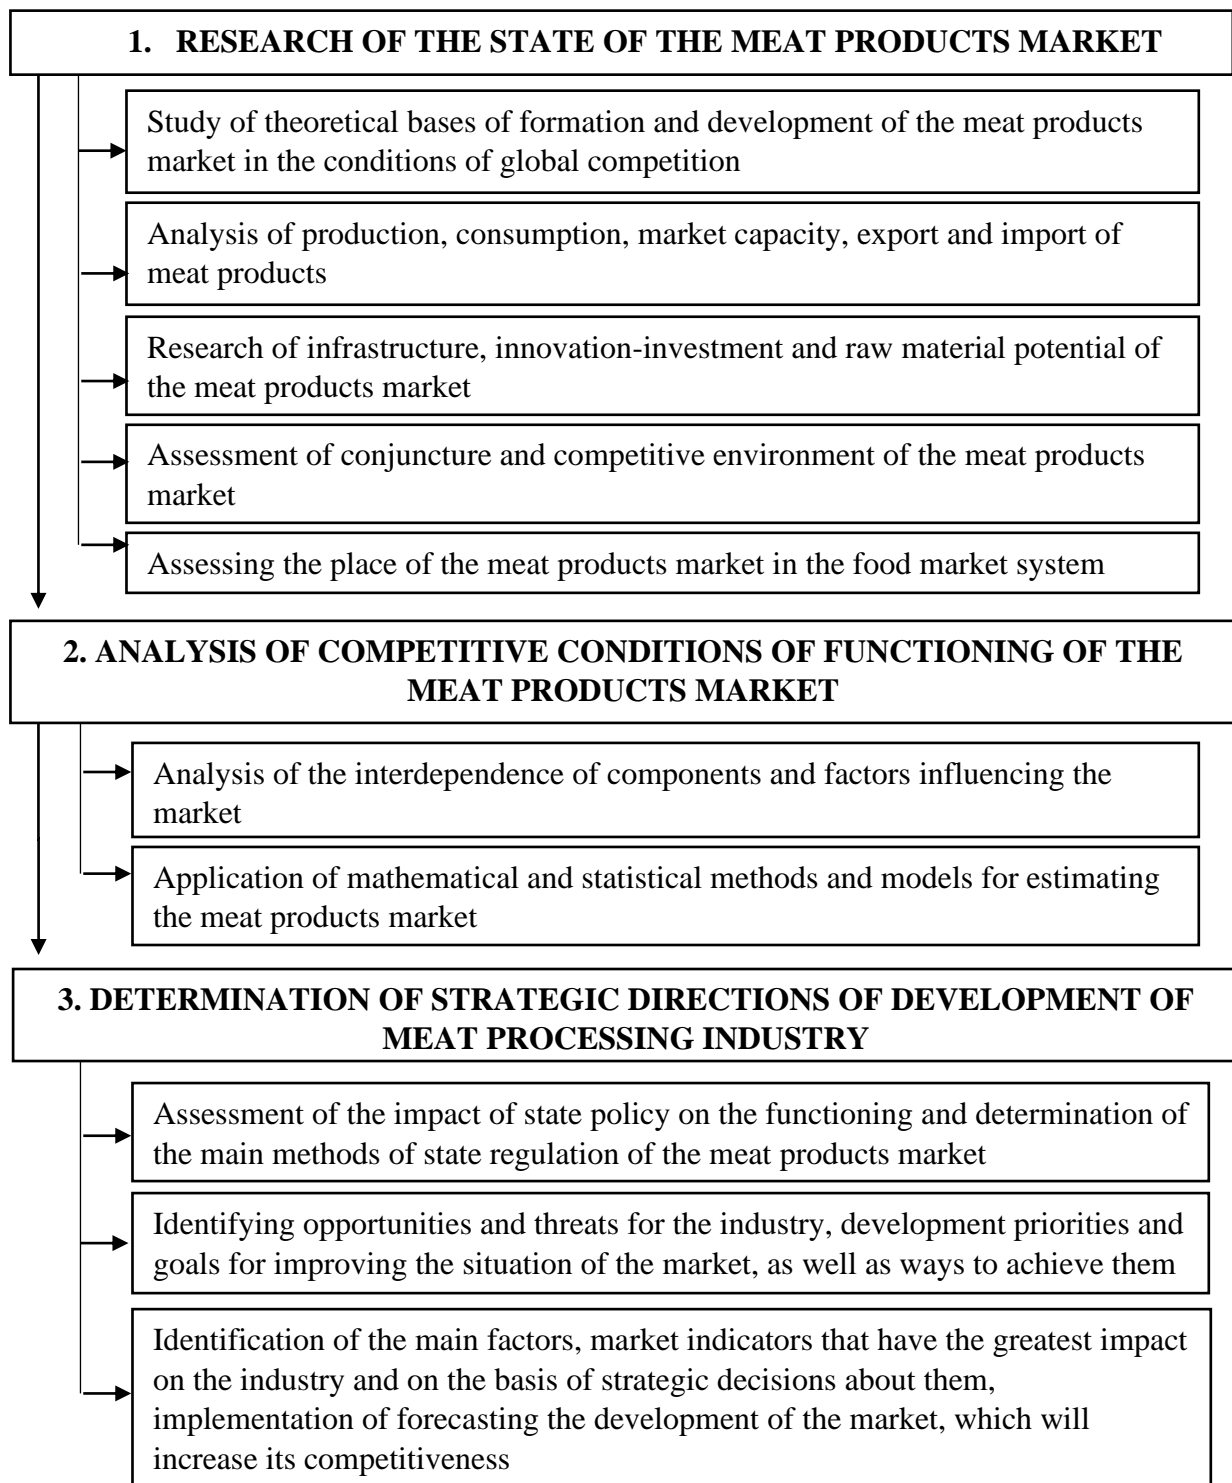 1. RESEARCH OF THE STATE OF THE MEAT PRODUCTS MARKET
Study of theoretical bases of formation and development of the meat products
market in the conditions of global competition
Analysis of production, consumption, market capacity, export and import of
meat products
Research of infrastructure, innovation-investment and raw material potential of
the meat products market
Assessment of conjuncture and competitive environment of the meat products
market
Assessing the place of the meat products market in the food market system
2. ANALYSIS OF COMPETITIVE CONDITIONS OF FUNCTIONING OF THE
MEAT PRODUCTS MARKET
Analysis of the interdependence of components and factors influencing the
market
Application of mathematical and statistical methods and models for estimating
the meat products market
3. DETERMINATION OF STRATEGIC DIRECTIONS OF DEVELOPMENT OF
MEAT PROCESSING INDUSTRY
Assessment of the impact of state policy on the functioning and determination of
the main methods of state regulation of the meat products market
Identifying opportunities and threats for the industry, development priorities and
goals for improving the situation of the market, as well as ways to achieve them
Identification of the main factors, market indicators that have the greatest impact
on the industry and on the basis of strategic decisions about them,
implementation of forecasting the development of the market, which will
increase its competitiveness